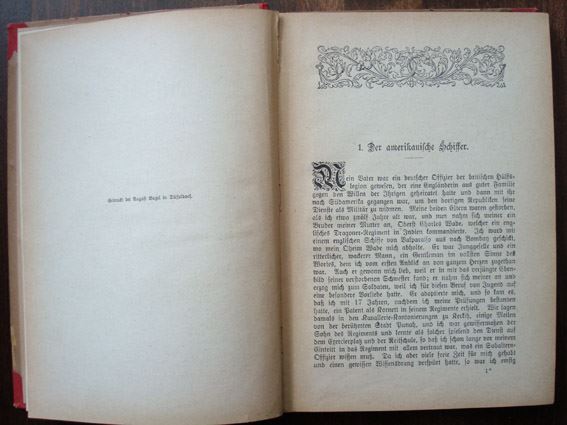 Gedruckt bei August Bagel in Düsseldorf.
1. Der amerikanische Schiffer.
Mein Vater war ein deutscher Offizier der britischen Hülfs-
legion gewesen, der eine Engländerin aus guter Familie
gegen den Willen der Ihrigen geheiratet hatte und dann mit ihr
nach Südamerika gegangen war, um den dortigen Republiken seine
Dienste als Militär zu widmen. Meine beiden Eltern waren gestorben,
als ich etwa zwölf Jahre alt war, und nun nahm sich meiner ein
Bruder meiner Mutter an, Oberst Charles Wade, welcher ein eng-
lisches Dragoner-Regiment in Indien kommandierte. Ich ward mit
einem englischen Schiffe von Valparaiso aus nach Bombay geschickt,
wo mein Oheim Wade mich abholte. Er war Junggeselle und ein
ritterlicher, wackerer Mann, ein Gentleman im vollsten Sinne des
Wortes, dem ich vom ersten Anblick an von ganzem Herzen zugethan
war. Auch er gewann mich lieb, weil er in mir das verjüngte Eben-
bild seiner verstorbenen Schwester fand; er nahm sich meiner an und
erzog mich zum Soldaten, weil ich für diesen Beruf von Jugend auf
eine besondere Vorliebe hatte. Er adoptierte mich, und so kam es,
daß ich mit 17 Jahren, nachdem ich meine Prüfungen bestanden
hatte, ein Patent als Kornett in seinem Regimente erhielt. Wir lagen
damals in den Kavallerie-Kantonierungen zu Kerkih, einige Meilen
von der berühmten Stadt Punah, und ich war gewissermaßen der
Sohn des Regiments und lernte als solcher spielend den Dienst auf
dem Exercierplatz und der Reitschule, so daß ich schon lange vor meinem
Eintritt in das Regiment mit allem vertraut war, was ein Subaltern-
Offizier wissen muß. Da ich aber viele freie Zeit für mich gehabt
und einen gewissen Wissensdrang verspürt hatte, so war ich emsig
1*